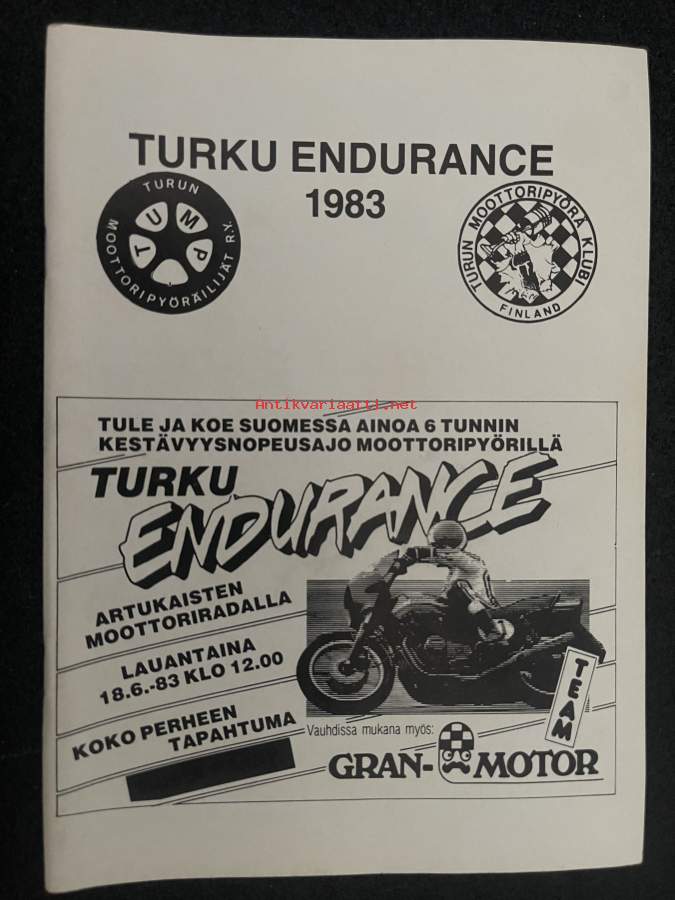 TURKU ENDURANCE
1983
TURUN
MOOTTORIPYÖRÄILIJÄT R.Y.
TUMP
TURUN MOOTTORIPYÖRÄ KLUBI
FINLAND
Antikvariaatti.net
TULE JA KOE SUOMESSA AINOA 6 TUNNIN
KESTÄVYYSNOPEUSAJO MOOTTORIPYÖRILLÄ
TURKU
ENDURANCE
ARTUKAISTEN
MOOTTORIRADALLA
LAUANTAINA
18.6.-83 KLO 12.00
KOKO PERHEEN
TAPAHTUMA
Vauhdissa mukana myös:
TEAM
GRAN-MOTOR